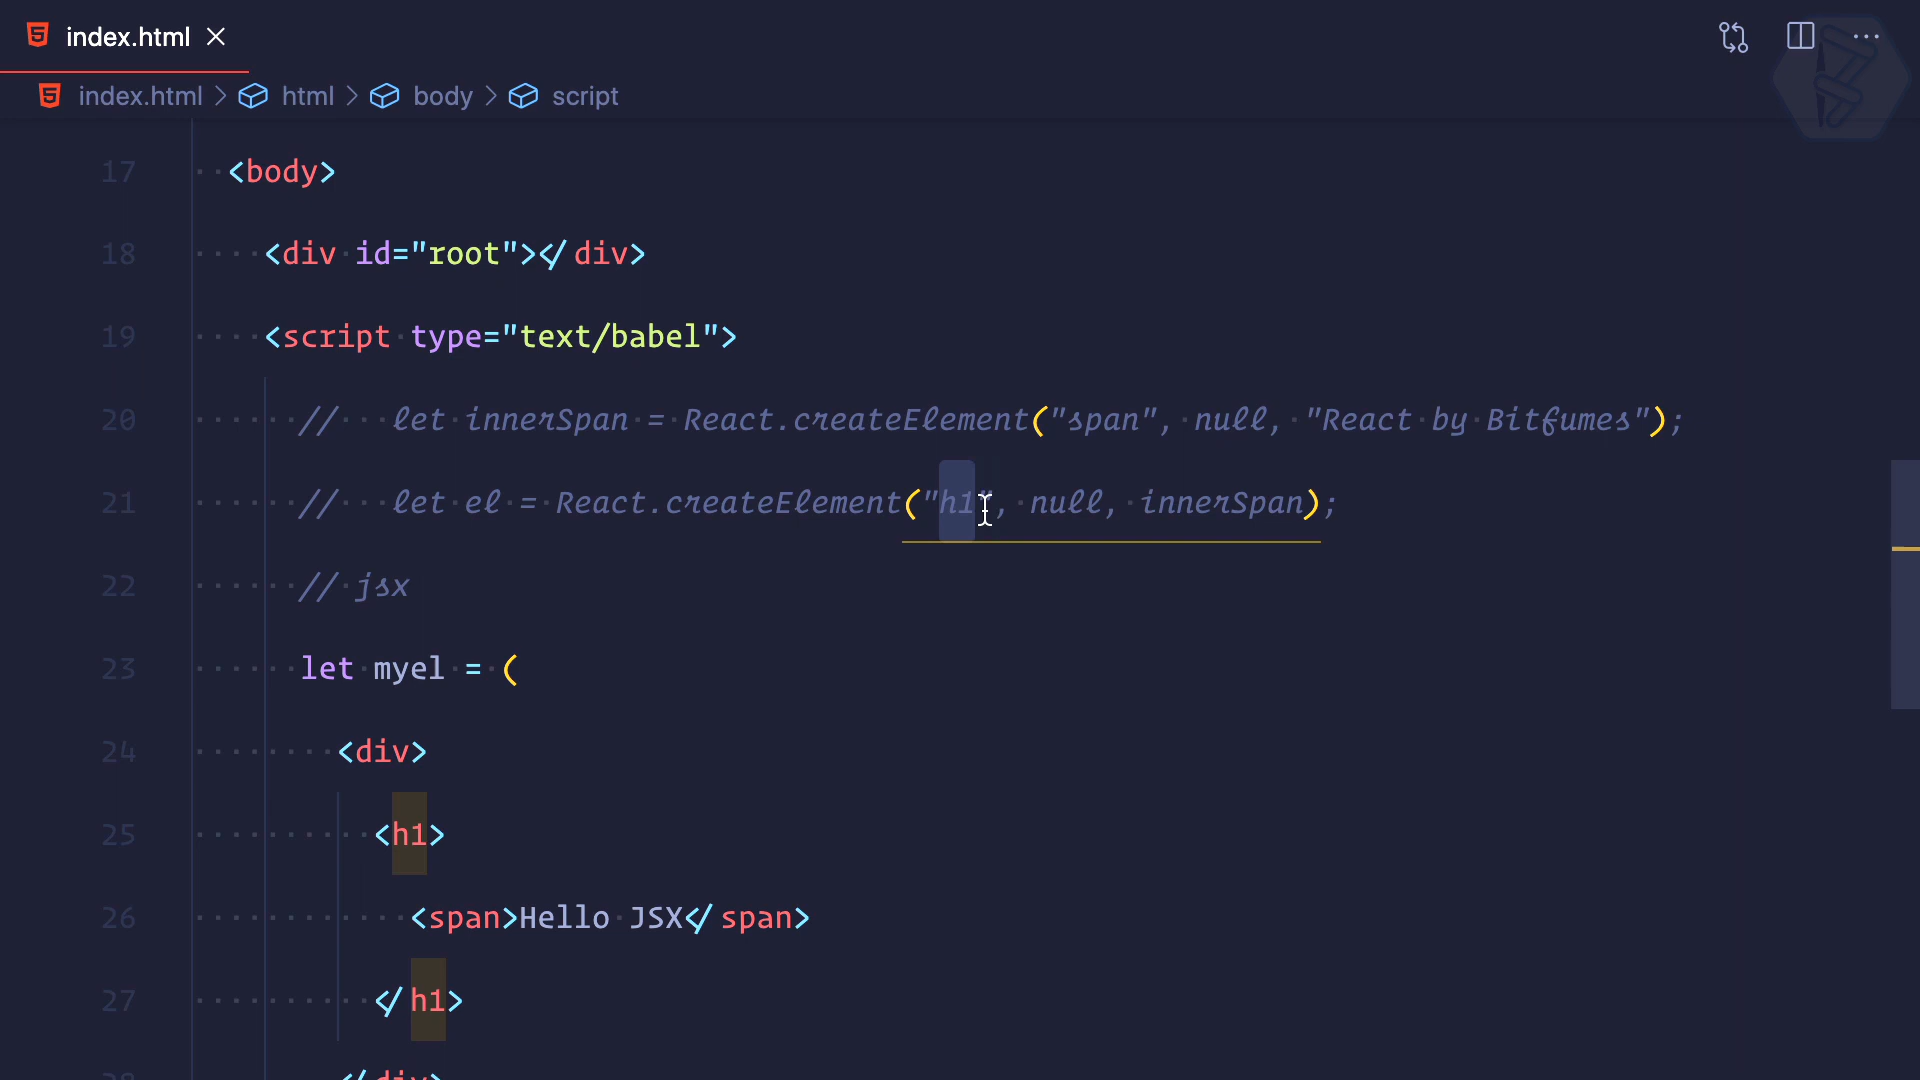 index.html
index.html > html > body > script
17 <body>
18 <div id="root"></div>
19 <script type="text/babel">
20 // let innerSpan = React.createElement("span", null, "React by Bitfumes");
21 // let el = React.createElement("h1", null, innerSpan);
22 // jsx
23 let myel = (
24 <div>
25 <h1>
26 <span>Hello JSX</span>
27 </h1>
28 </div>